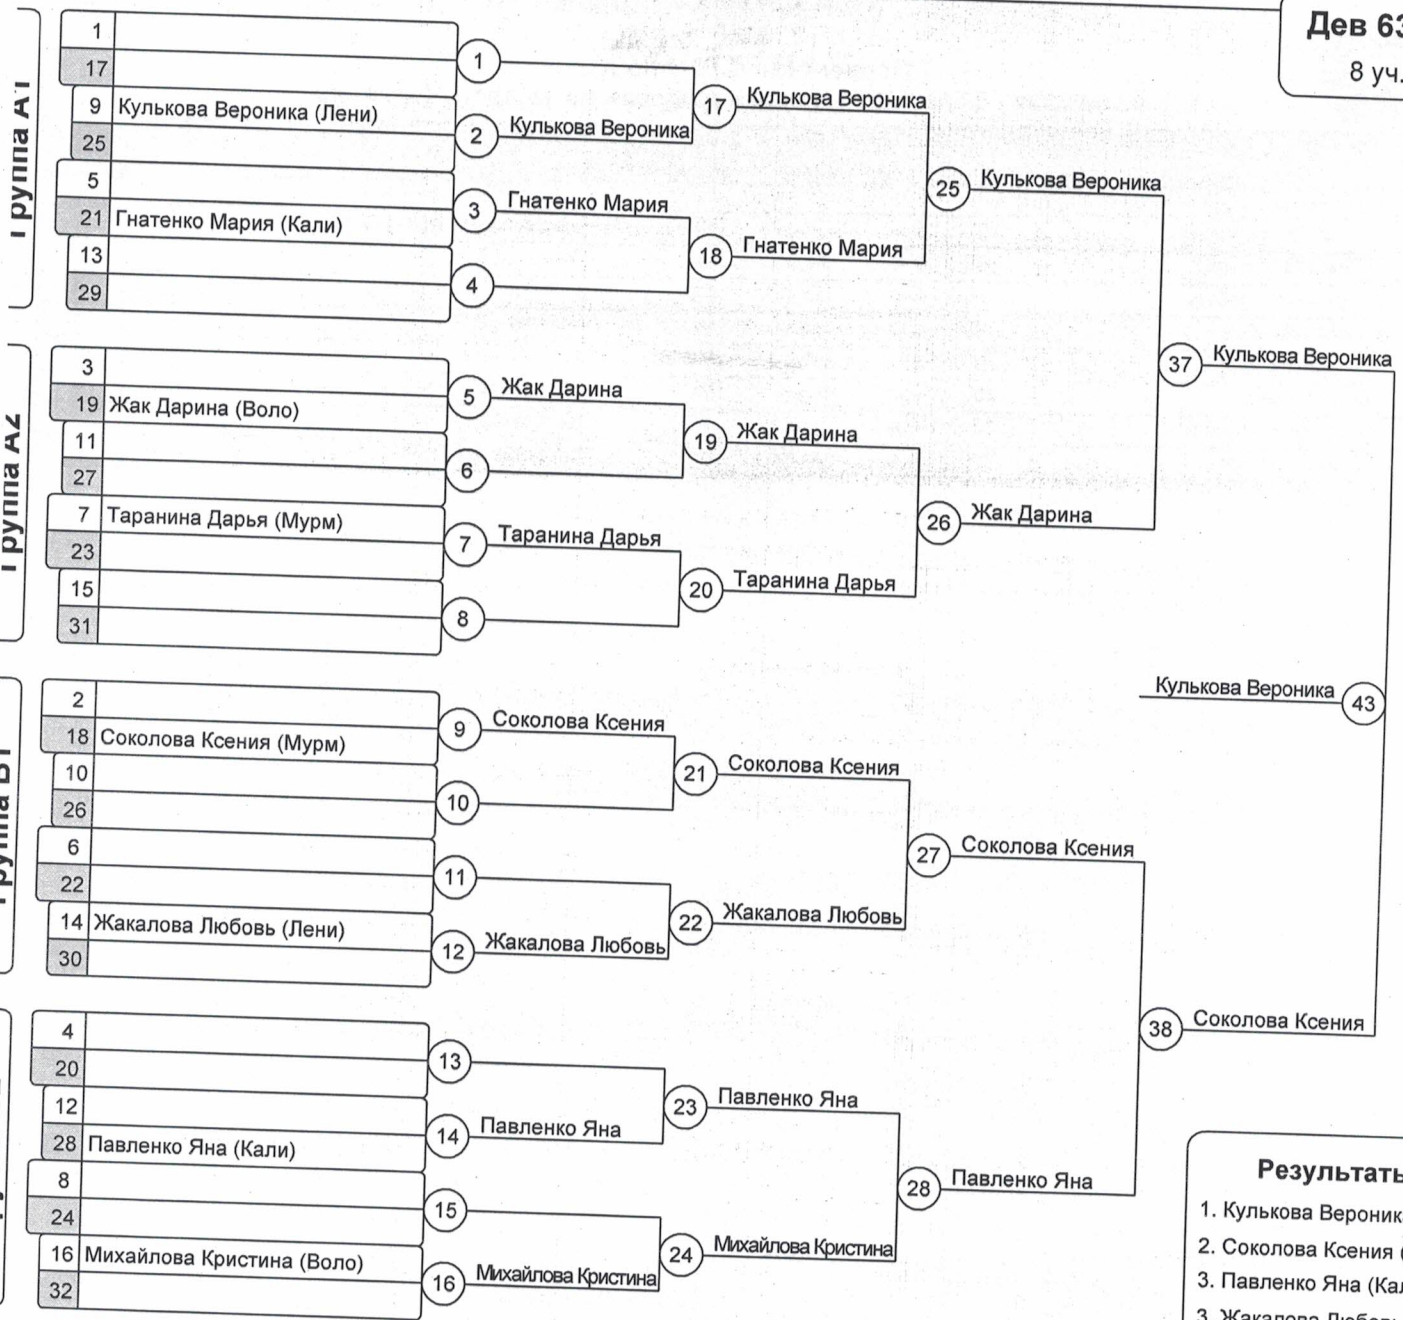 Дев 63
8 уч.
Группа А1
1
17
9 Кулькова Вероника (Лени)
25
5
21 Гнатенко Мария (Кали)
13
29
1
2 Кулькова Вероника
3 Гнатенко Мария
4
17 Кулькова Вероника
18 Гнатенко Мария
25 Кулькова Вероника
Группа А2
3
19 Жак Дарина (Воло)
11
27
7 Таранина Дарья (Мурм)
23
15
31
5 Жак Дарина
6
7 Таранина Дарья
8
19 Жак Дарина
20 Таранина Дарья
26 Жак Дарина
37 Кулькова Вероника
Группа В1
2
18 Соколова Ксения (Мурм)
10
26
6
22
14 Жакалова Любовь (Лени)
30
9 Соколова Ксения
10
11
12 Жакалова Любовь
21 Соколова Ксения
22 Жакалова Любовь
27 Соколова Ксения
4
20
12
28 Павленко Яна (Кали)
8
24
16 Михайлова Кристина (Воло)
32
13
14 Павленко Яна
15
16 Михайлова Кристина
23 Павленко Яна
24 Михайлова Кристина
28 Павленко Яна
38 Соколова Ксения
Кулькова Вероника 43
Результаты
1. Кулькова Вероника
2. Соколова Ксения (
3. Павленко Яна (Кал
3. Жакалова Любовь